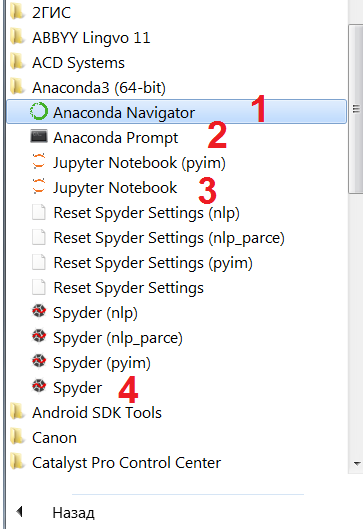 2ГИС
ABBYY Lingvo 11
ACD Systems
Anaconda3 (64-bit)
Anaconda Navigator 1
Anaconda Prompt 2
Jupyter Notebook (pyim)
Jupyter Notebook 3
Reset Spyder Settings (nlp)
Reset Spyder Settings (nlp_parce)
Reset Spyder Settings (pyim)
Reset Spyder Settings
Spyder (nlp)
Spyder (nlp_parce)
Spyder (pyim)
Spyder 4
Android SDK Tools
Canon
Catalyst Pro Control Center
Назад